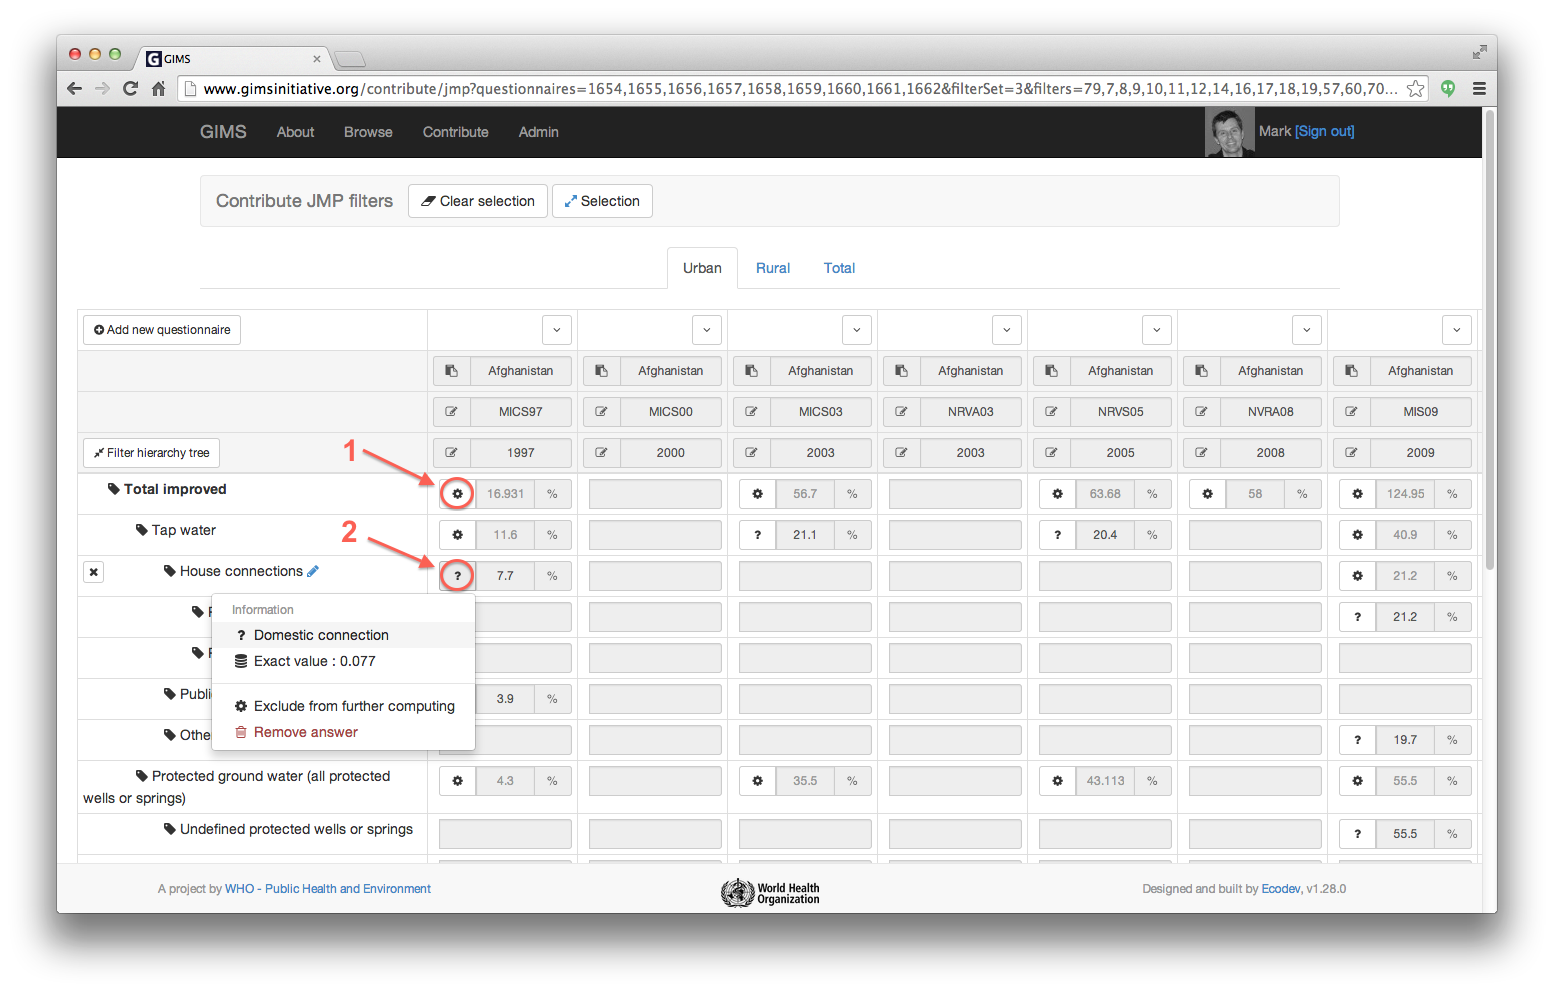 GIMS
www.gimsinitiative.org/contribute/jmp?questionnaires=1654,1655,1656,1657,1658,1659,1660,1661,1662&filterSet=3&filters=79,7,8,9,10,11,12,14,16,17,18,19,57,60,70...
GIMS About Browse Contribute Admin Mark [Sign out]
Contribute JMP filters Clear selection Selection
Urban Rural Total
Add new questionnaire
Afghanistan Afghanistan Afghanistan Afghanistan Afghanistan Afghanistan Afghanistan
MICS97 MICS00 MICS03 NRVA03 NRVS05 NVRA08 MIS09
Filter hierarchy tree 1997 2000 2003 2003 2005 2008 2009
1
Total improved 16.931 % 56.7 % 63.68 % 58 % 124.95 %
2
Tap water 11.6 % ? 21.1 % ? 20.4 % 40.9 %
House connections ? 7.7 % 21.2 %
Information
? Domestic connection
Exact value : 0.077
Exclude from further computing
Remove answer
? 21.2 %
Publi 3.9 %
Othe ? 19.7 %
Protected ground water (all protected
wells or springs) 4.3 % 35.5 % 43.113 % 55.5 %
Undefined protected wells or springs ? 55.5 %
A project by WHO - Public Health and Environment
World Health
Organization
Designed and built by Ecodev, v1.28.0